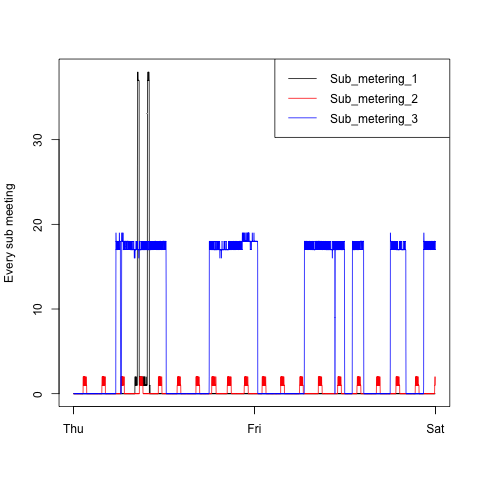 Sub_metering_1
Sub_metering_2
Sub_metering_3
Every sub meeting
30
20
10
0
Thu Fri Sat